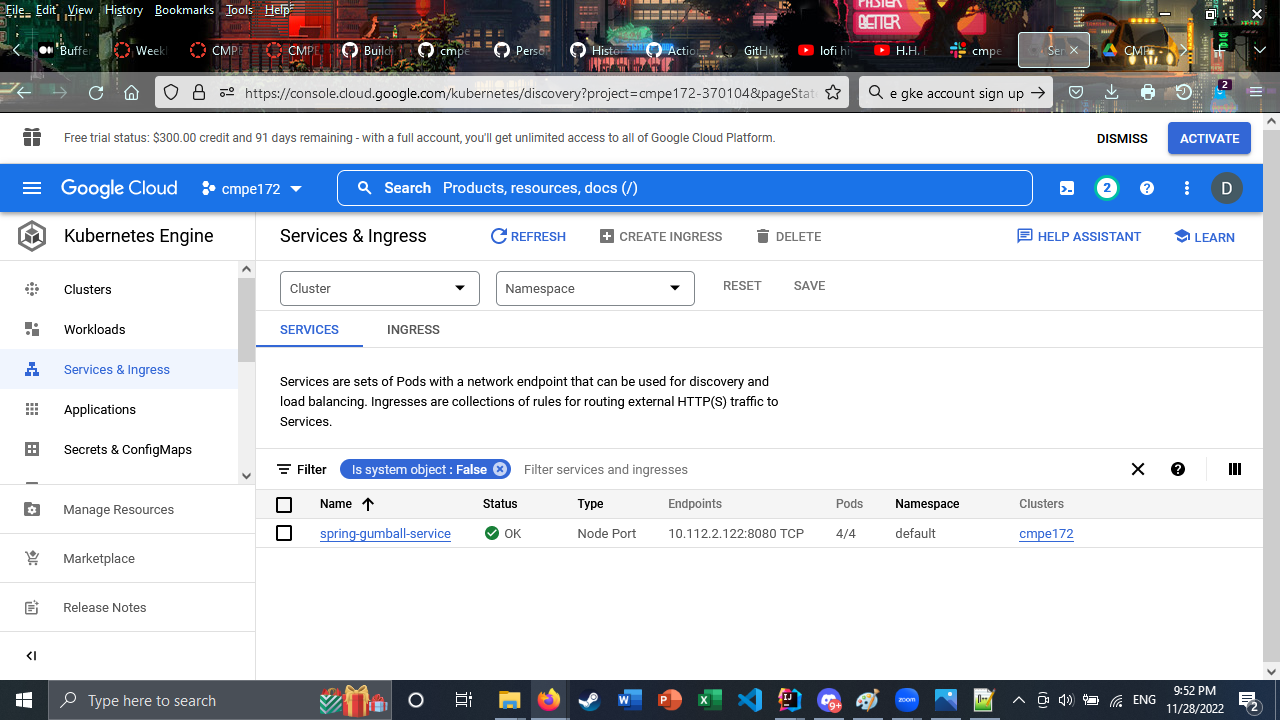 File Edit View History Bookmarks Tools Help
Buffer Week CMPE CMPE Build cmpe Perso Histor Action GitHu lofi hi H.H. cmpe Ser CMP
https://console.cloud.google.com/kubernetes/discovery?project=cmpe172-370104&pageState e gke account sign up 2
Free trial status: $300.00 credit and 91 days remaining - with a full account, you'll get unlimited access to all of Google Cloud Platform. DISMISS ACTIVATE
Google Cloud cmpe172 Search Products, resources, docs (/) 2 D
Kubernetes Engine
Services & Ingress REFRESH CREATE INGRESS DELETE HELP ASSISTANT LEARN
Clusters
Workloads
Services & Ingress
Applications
Secrets & ConfigMaps
Manage Resources
Marketplace
Release Notes
Cluster Namespace RESET SAVE
SERVICES INGRESS
Services are sets of Pods with a network endpoint that can be used for discovery and
load balancing. Ingresses are collections of rules for routing external HTTP(S) traffic to
Services.
Filter Is system object : False Filter services and ingresses
Name Status Type Endpoints Pods Namespace Clusters
spring-gumball-service OK Node Port 10.112.2.122:8080 TCP 4/4 default cmpe172
Type here to search 9+ zoom ENG 9:52 PM
11/28/2022 2